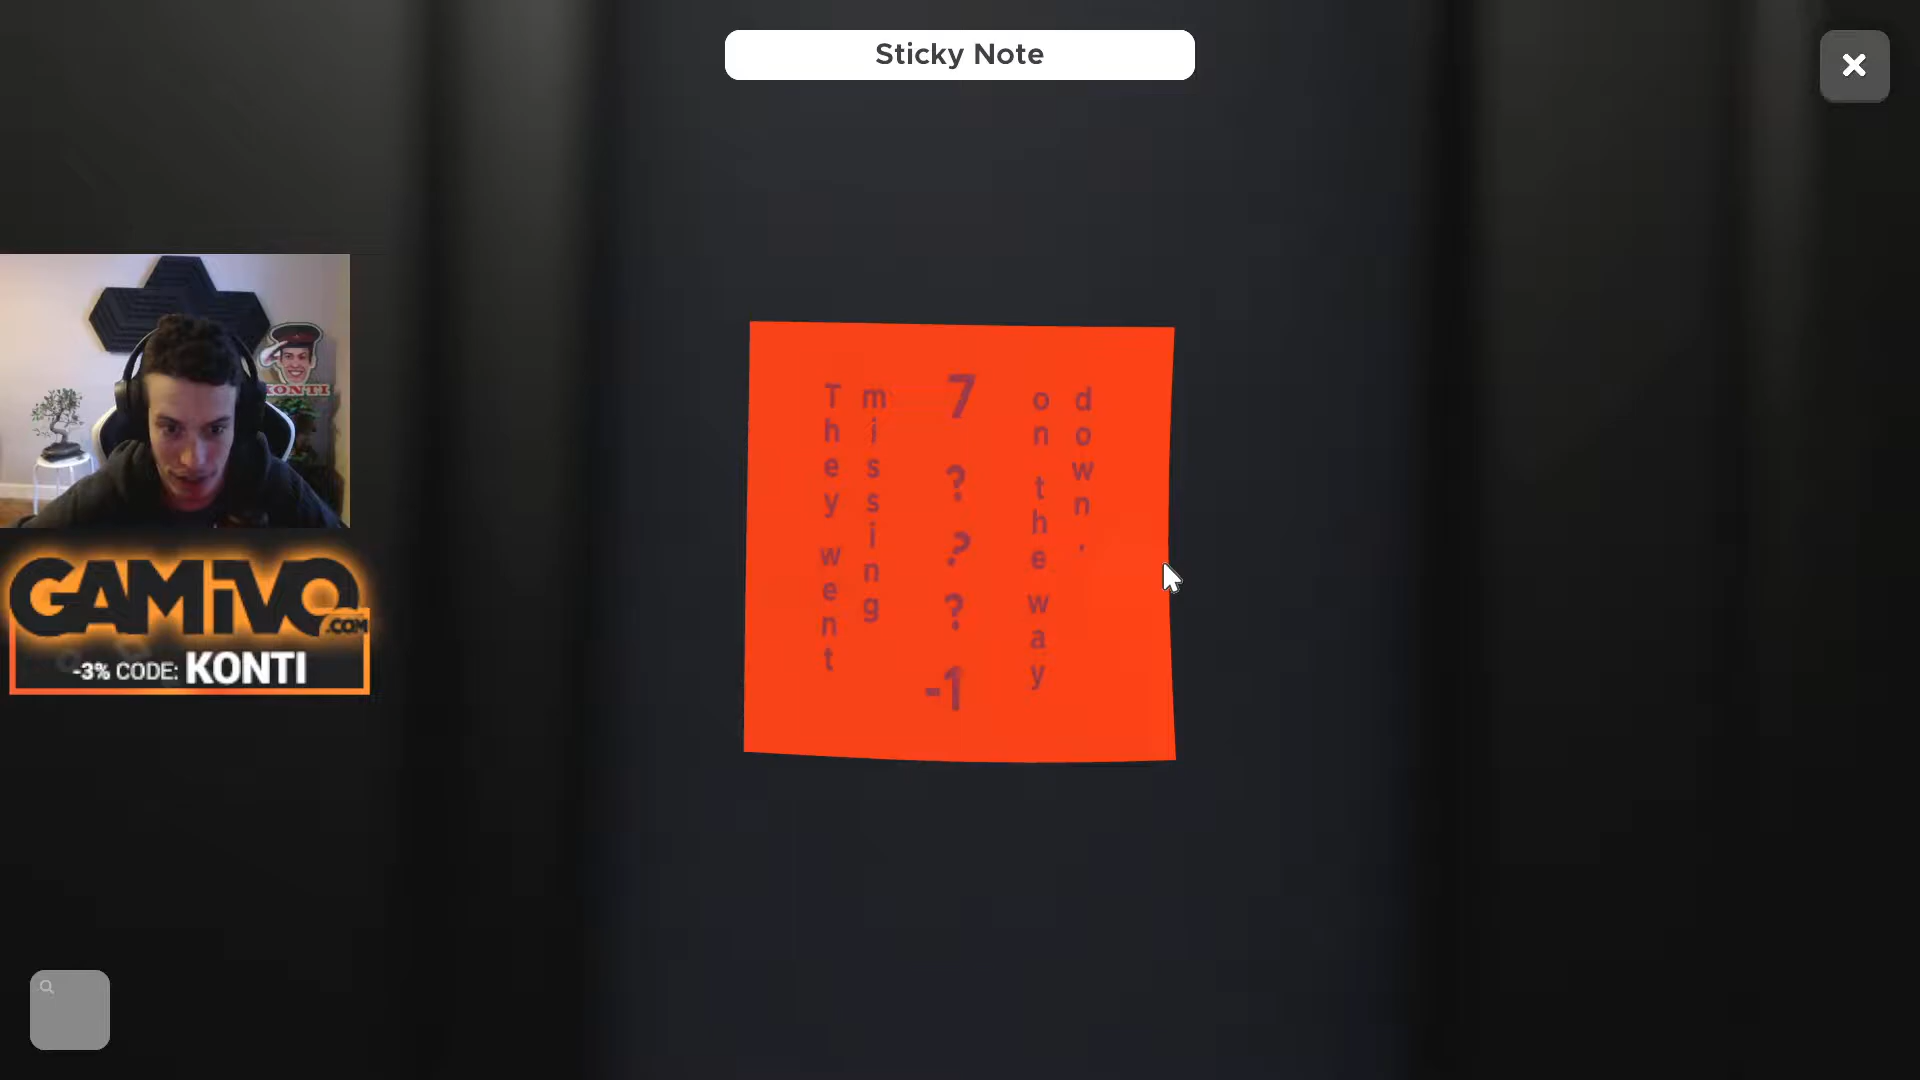 Sticky Note
They went
missing
7
?
?
?
-1
on the way
down.
KONTI
GAMIVO
.COM
-3% CODE: KONTI